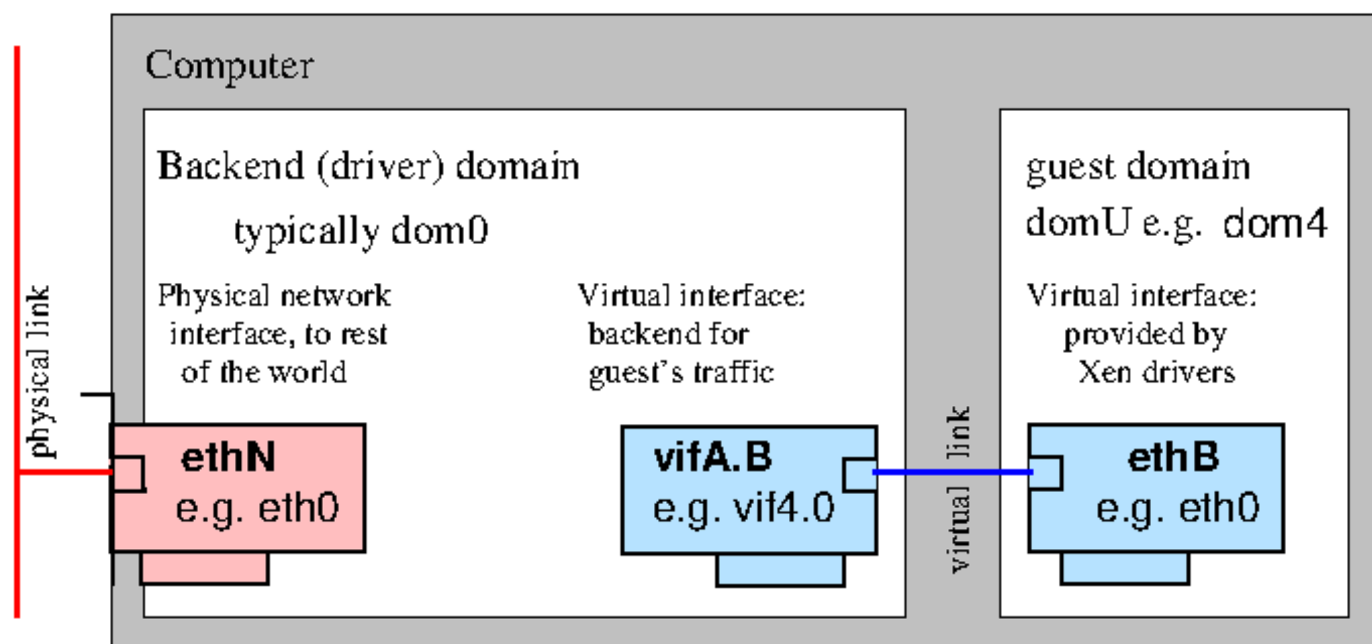 Computer
Backend (driver) domain
typically dom0
Physical network
interface, to rest
of the world
Virtual interface:
backend for
guest's traffic
guest domain
domU e.g. dom4
Virtual interface:
provided by
Xen drivers
physical link
ethN
e.g. eth0
vifA.B
e.g. vif4.0
virtual link
ethB
e.g. eth0